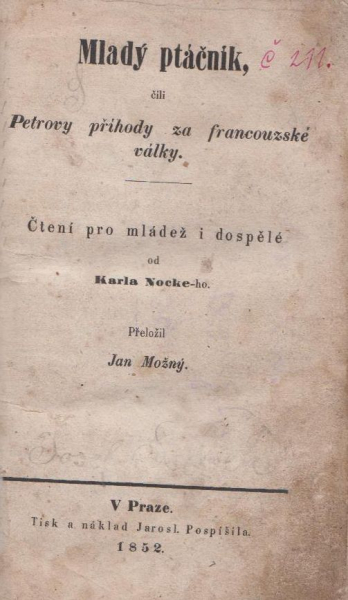 Mladý ptáčník, č 211.
čili
Petrovy příhody za francouzské
války.
Čtení pro mládež i dospělé
od
Karla Nocke-ho.
Přeložil
Jan Možný.
V Praze.
Tisk a náklad Jarosl. Pospíšila.
1852.